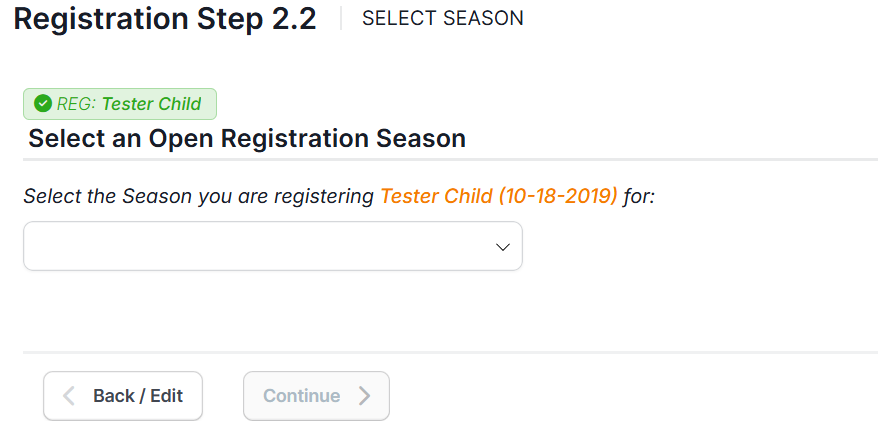 Registration Step 2.2 SELECT SEASON
REG: Tester Child
Select an Open Registration Season
Select the Season you are registering Tester Child (10-18-2019) for:
Back / Edit Continue